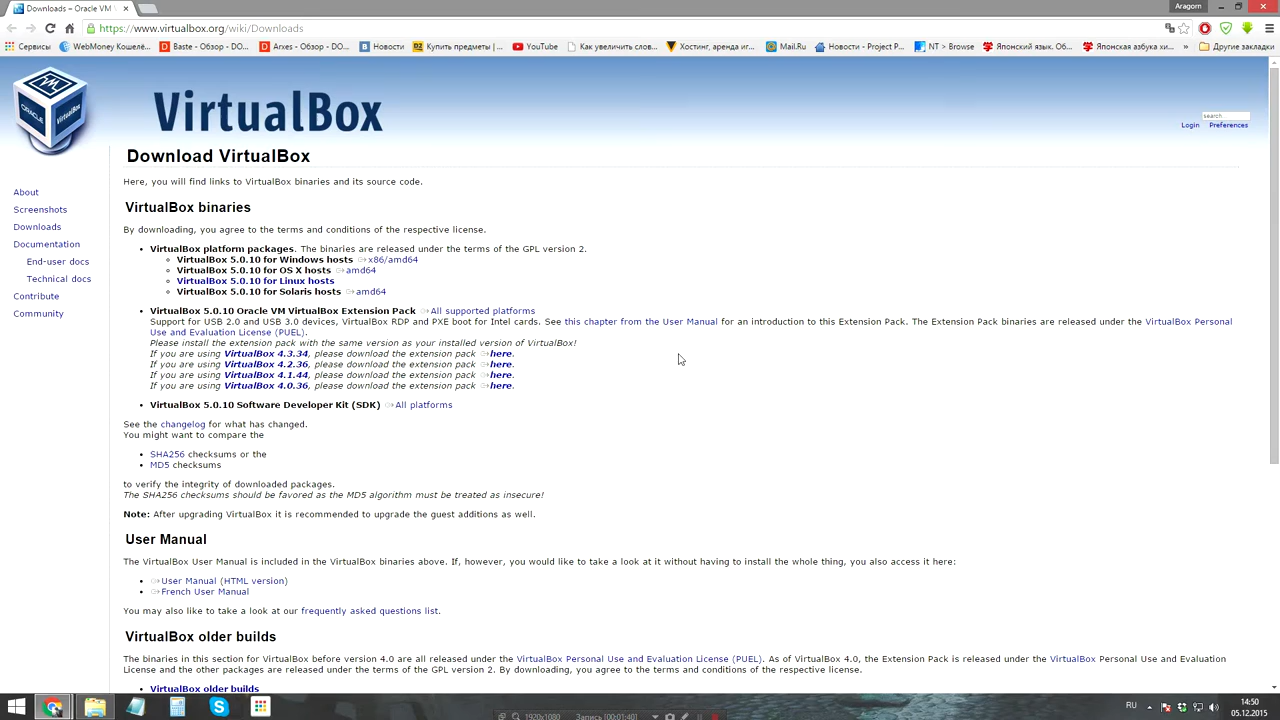 Downloads – Oracle VM V
Aragorn
https://www.virtualbox.org/wiki/Downloads
Сервисы
WebMoney Кошелё...
Baste - Обзор - DO...
Arxes - Обзор - DO...
Новости
Купить предметы |...
YouTube
Как увеличить слов...
Хостинг, аренда иг...
Mail.Ru
Новости - Project P...
NT > Browse
Японский язык, Об...
Японская азбука хи...
»
Другие закладки
ORACLE
VM
VirtualBox
VirtualBox
search
Login
Preferences
Download VirtualBox
Here, you will find links to VirtualBox binaries and its source code.
About
Screenshots
Downloads
Documentation
End-user docs
Technical docs
Contribute
Community
VirtualBox binaries
By downloading, you agree to the terms and conditions of the respective license.
• VirtualBox platform packages. The binaries are released under the terms of the GPL version 2.
VirtualBox 5.0.10 for Windows hosts x86/amd64
VirtualBox 5.0.10 for OS X hosts amd64
VirtualBox 5.0.10 for Linux hosts
VirtualBox 5.0.10 for Solaris hosts amd64
• VirtualBox 5.0.10 Oracle VM VirtualBox Extension Pack All supported platforms
Support for USB 2.0 and USB 3.0 devices, VirtualBox RDP and PXE boot for Intel cards. See this chapter from the User Manual for an introduction to this Extension Pack. The Extension Pack binaries are released under the VirtualBox Personal
Use and Evaluation License (PUEL).
Please install the extension pack with the same version as your installed version of VirtualBox!
If you are using VirtualBox 4.3.34, please download the extension pack here.
If you are using VirtualBox 4.2.36, please download the extension pack here.
If you are using VirtualBox 4.1.44, please download the extension pack here.
If you are using VirtualBox 4.0.36, please download the extension pack here.
• VirtualBox 5.0.10 Software Developer Kit (SDK) All platforms
See the changelog for what has changed.
You might want to compare the
• SHA256 checksums or the
• MD5 checksums
to verify the integrity of downloaded packages.
The SHA256 checksums should be favored as the MD5 algorithm must be treated as insecure!
Note: After upgrading VirtualBox it is recommended to upgrade the guest additions as well.
User Manual
The VirtualBox User Manual is included in the VirtualBox binaries above. If, however, you would like to take a look at it without having to install the whole thing, you also access it here:
• User Manual (HTML version)
• French User Manual
You may also like to take a look at our frequently asked questions list.
VirtualBox older builds
The binaries in this section for VirtualBox before version 4.0 are all released under the VirtualBox Personal Use and Evaluation License (PUEL). As of VirtualBox 4.0, the Extension Pack is released under the VirtualBox Personal Use and Evaluation
License and the other packages are released under the terms of the GPL version 2. By downloading, you agree to the terms and conditions of the respective license.
• VirtualBox older builds
1920x1080
Запись [00:01:40]
RU
14:50
05.12.2015